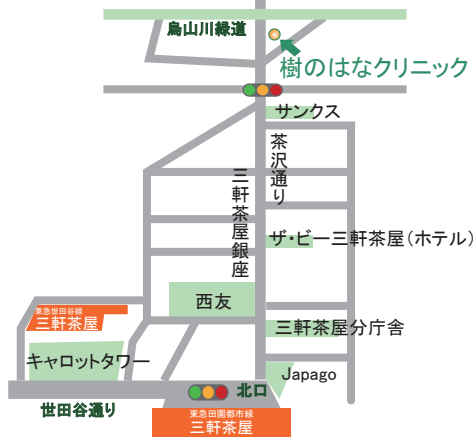 烏山川緑道
樹のはなクリニック
サンクス
茶沢通り
三軒茶屋銀座
ザ・ビー三軒茶屋(ホテル)
西友
東急世田谷線
三軒茶屋
三軒茶屋分庁舎
キャロットタワー
Japago
北口
世田谷通り
東急田園都市線
三軒茶屋